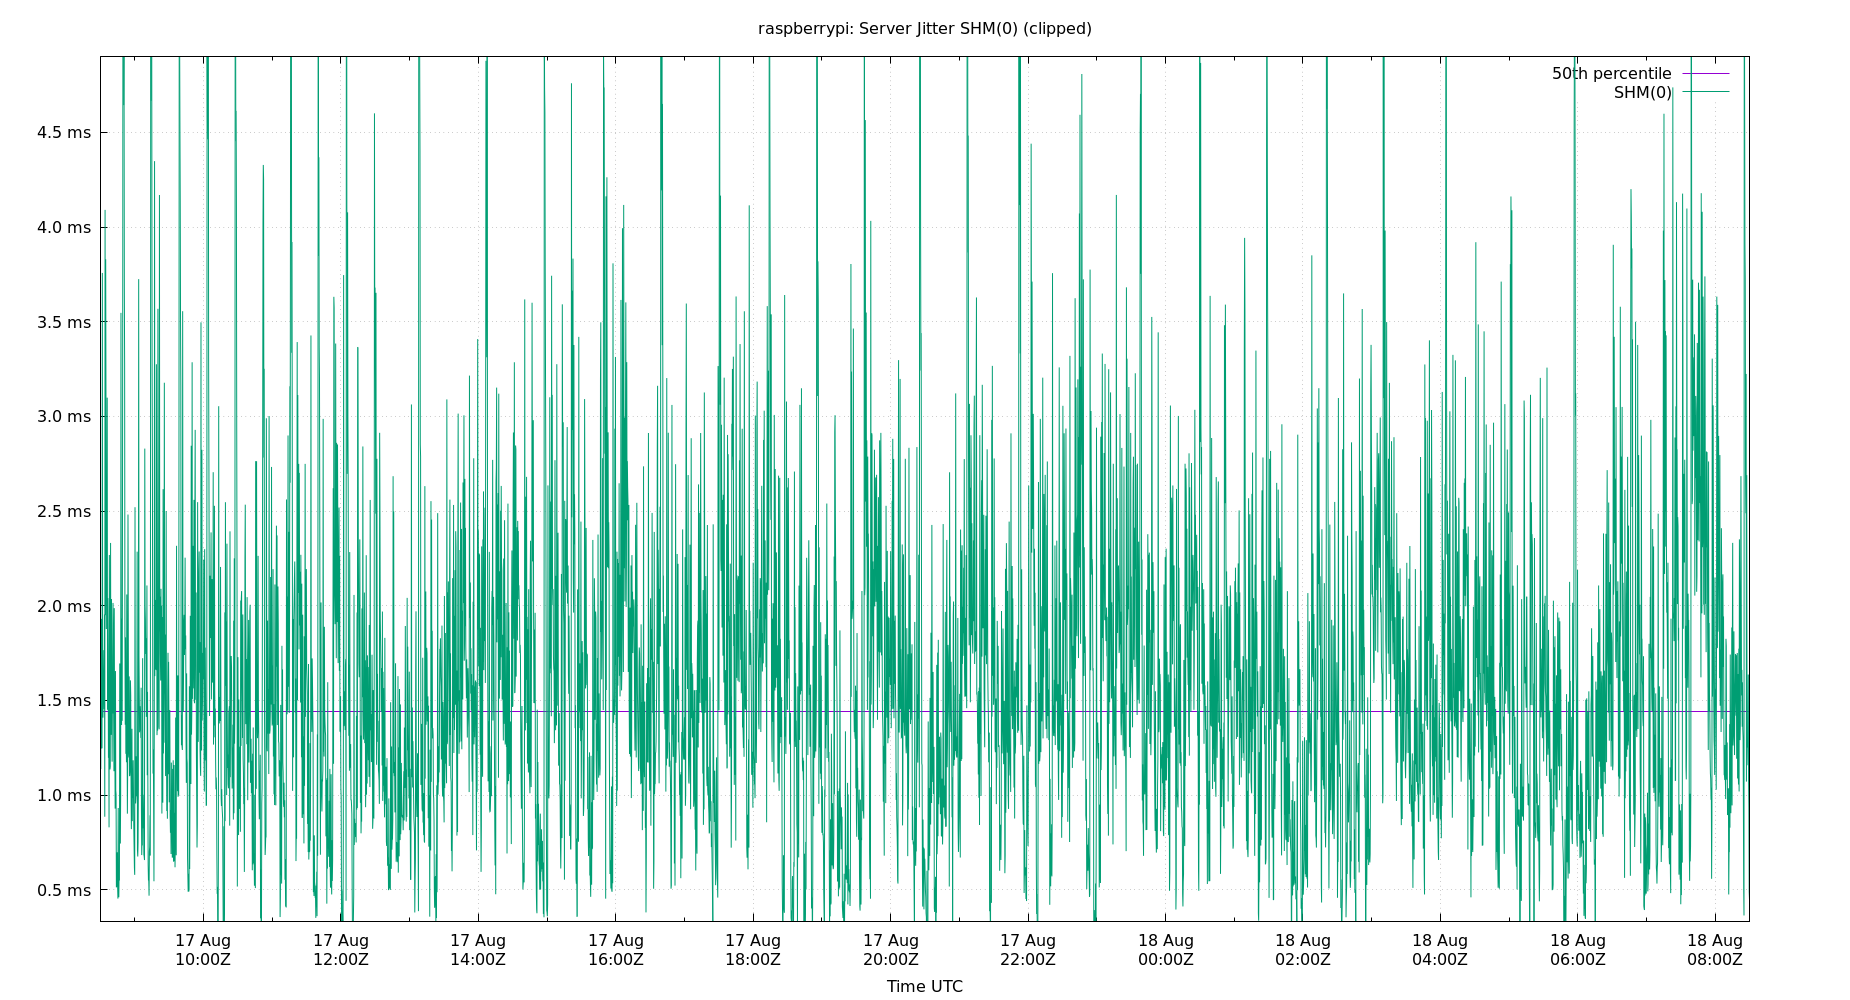 raspberrypi: Server Jitter SHM(0) (clipped)
50th percentile
SHM(0)
4.5 ms
4.0 ms
3.5 ms
3.0 ms
2.5 ms
2.0 ms
1.5 ms
1.0 ms
0.5 ms
17 Aug 17 Aug 17 Aug 17 Aug 17 Aug 17 Aug 17 Aug 18 Aug 18 Aug 18 Aug 18 Aug 18 Aug
10:00Z 12:00Z 14:00Z 16:00Z 18:00Z 20:00Z 22:00Z 00:00Z 02:00Z 04:00Z 06:00Z 08:00Z
Time UTC